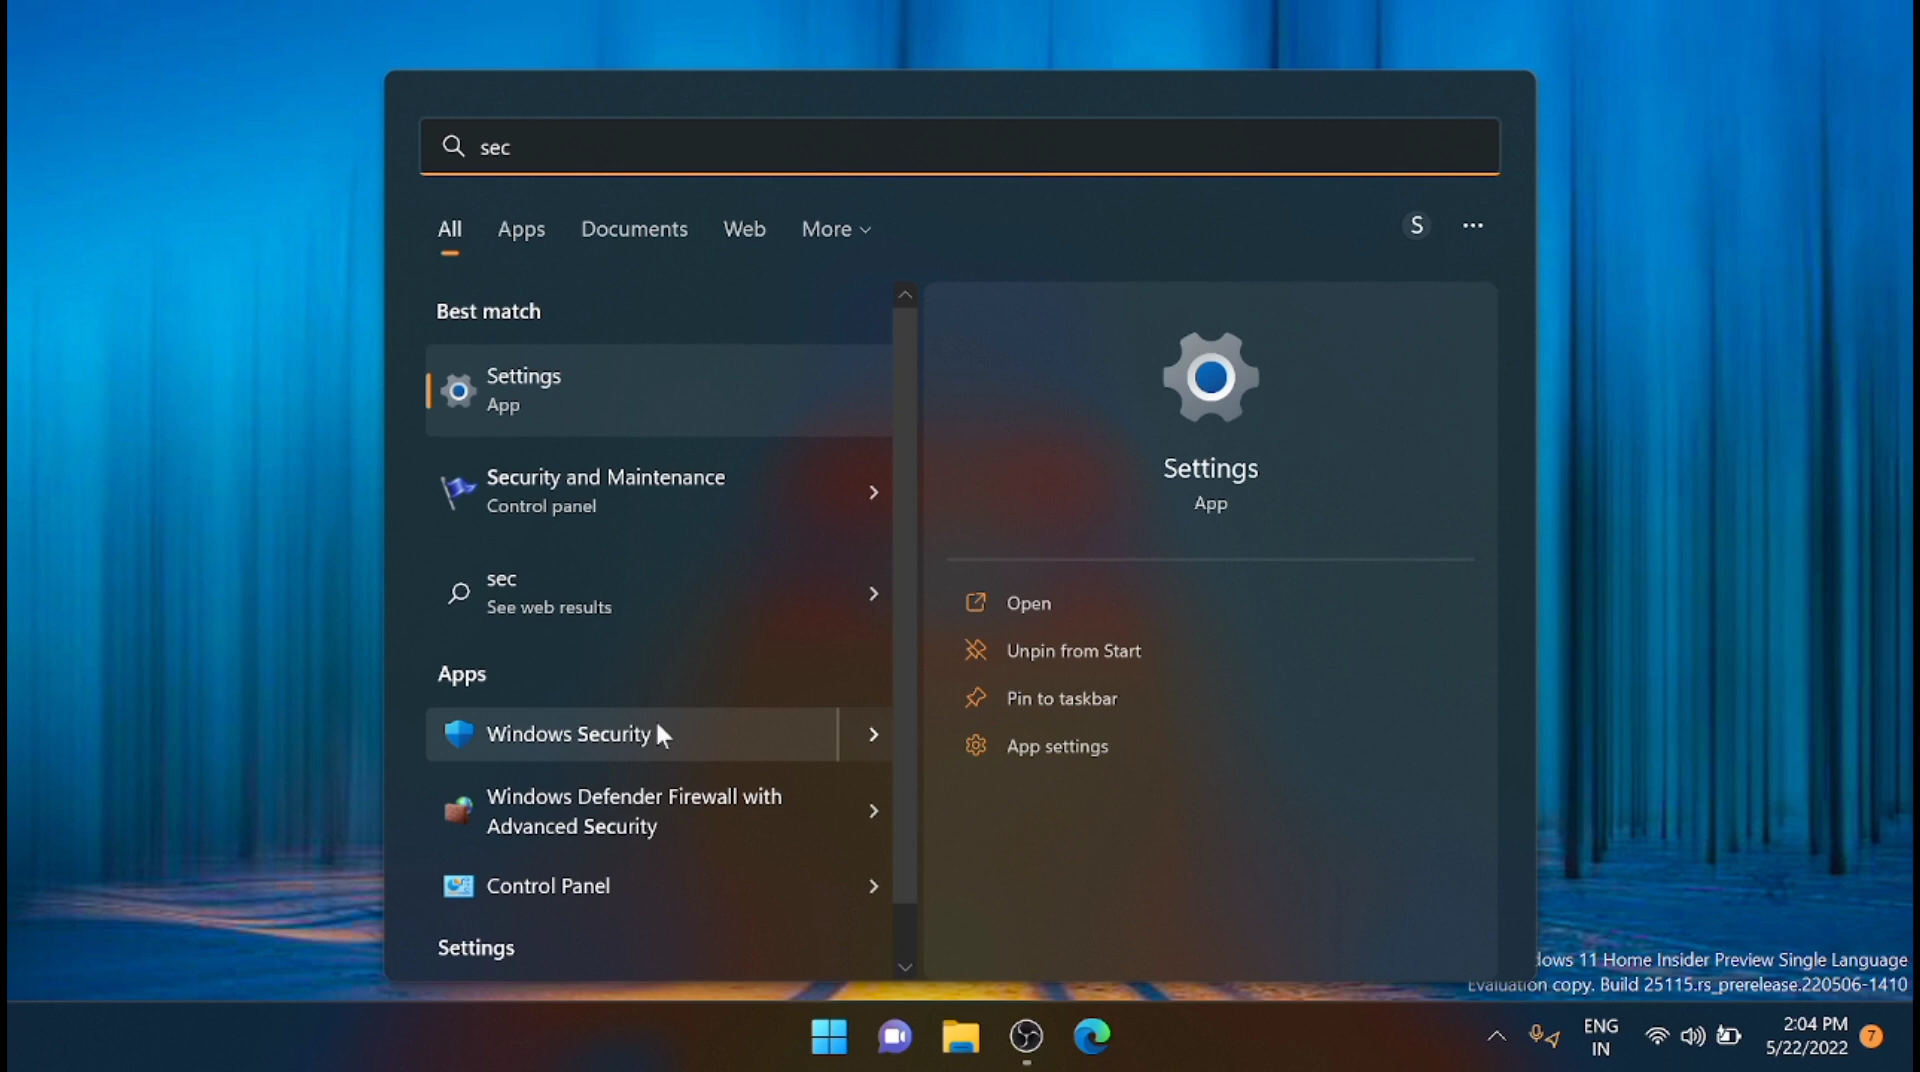 sec
All Apps Documents Web More S ...
Best match
Settings
App
Security and Maintenance
Control panel
sec
See web results
Apps
Windows Security
Windows Defender Firewall with
Advanced Security
Control Panel
Settings
Settings
App
Open
Unpin from Start
Pin to taskbar
App settings
dows 11 Home Insider Preview Single Language
Evaluation copy. Build 25115.rs_prerelease.220506-1410
ENG
IN
2:04 PM
5/22/2022
7